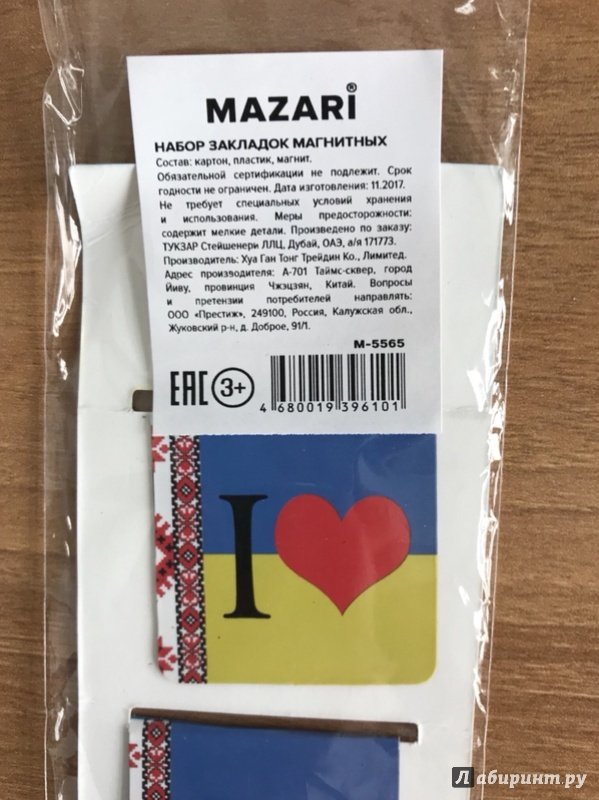 MAZARI®
НАБОР ЗАКЛАДОК МАГНИТНЫХ
Состав: картон, пластик, магнит.
Обязательной сертификации не подлежит. Срок
годности не ограничен. Дата изготовления: 11.2017.
Не требует специальных условий хранения
и использования. Меры предосторожности:
содержит мелкие детали. Произведено по заказу:
ТУКЗАР Стейшенери ЛЛЦ, Дубай, ОАЭ, а/я 171773.
Производитель: Хуа Ган Тонг Трейдин Ко., Лимитед.
Адрес производителя: А-701 Таймс-сквер, город
Йиву, провинция Чжэцзян, Китай. Вопросы
и претензии потребителей направлять:
ООО «Престиж», 249100, Россия, Калужская обл.,
Жуковский р-н, д. Доброе, 91/1.
М-5565
EAC 3+
4 680019 396101
I
Лабиринт.ру